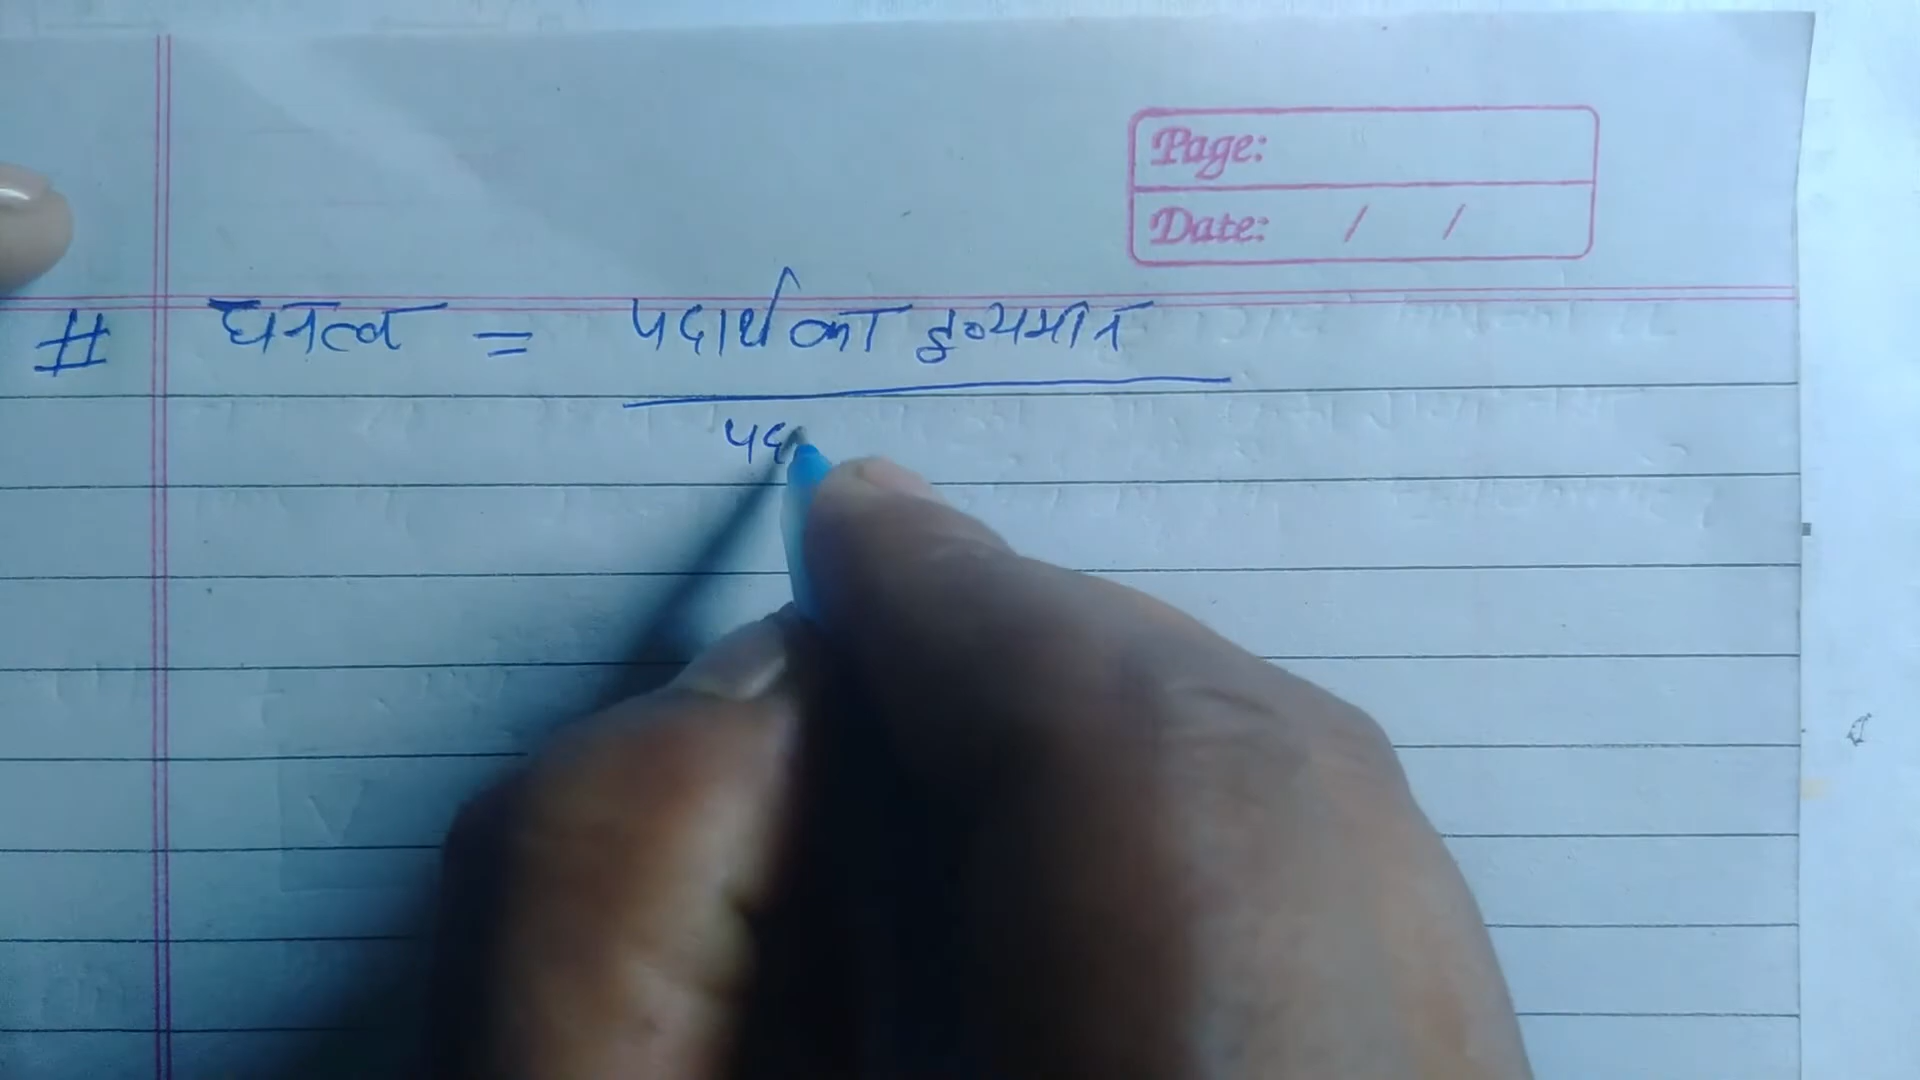 Page:
Date: / /
# घनत्व = पदार्थ का द्रव्यमान
पद